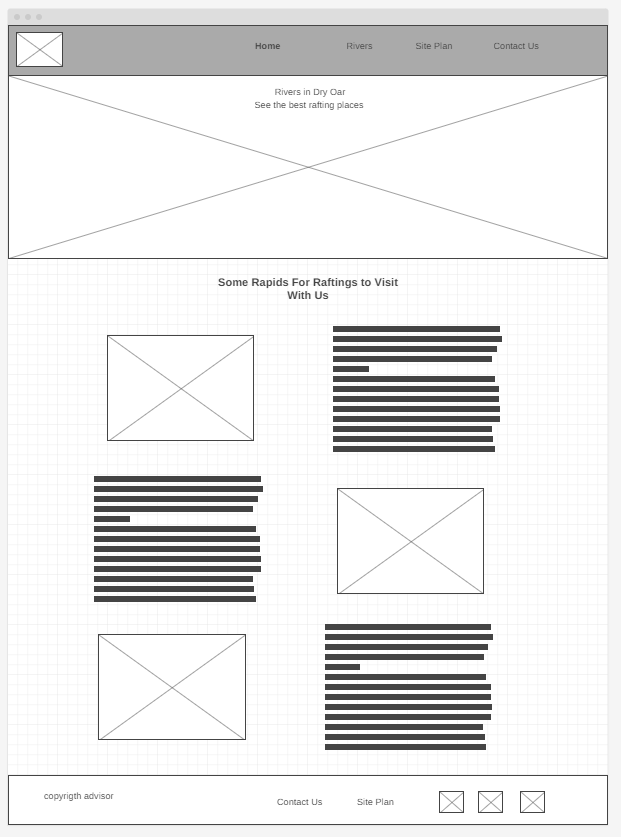 Home Rivers Site Plan Contact Us
Rivers in Dry Oar
See the best rafting places
Some Rapids For Raftings to Visit
With Us
copyrigth advisor
Contact Us Site Plan